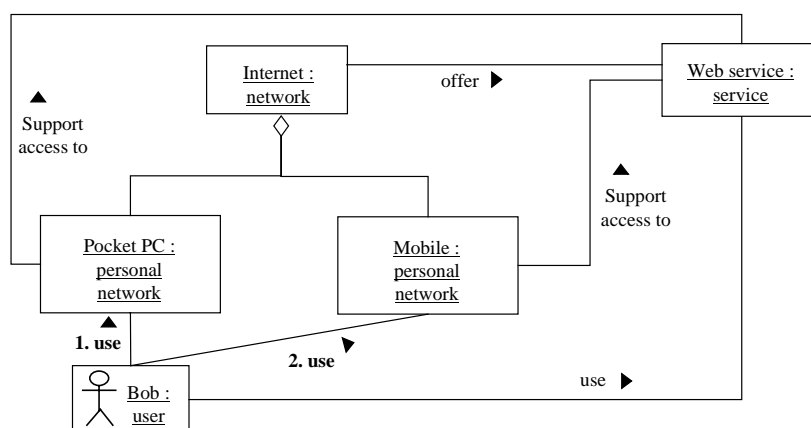 Internet :
network
offer
Web service :
service
Support
access to
Support
access to
Pocket PC :
personal
network
Mobile :
personal
network
1. use
2. use
Bob :
user
use